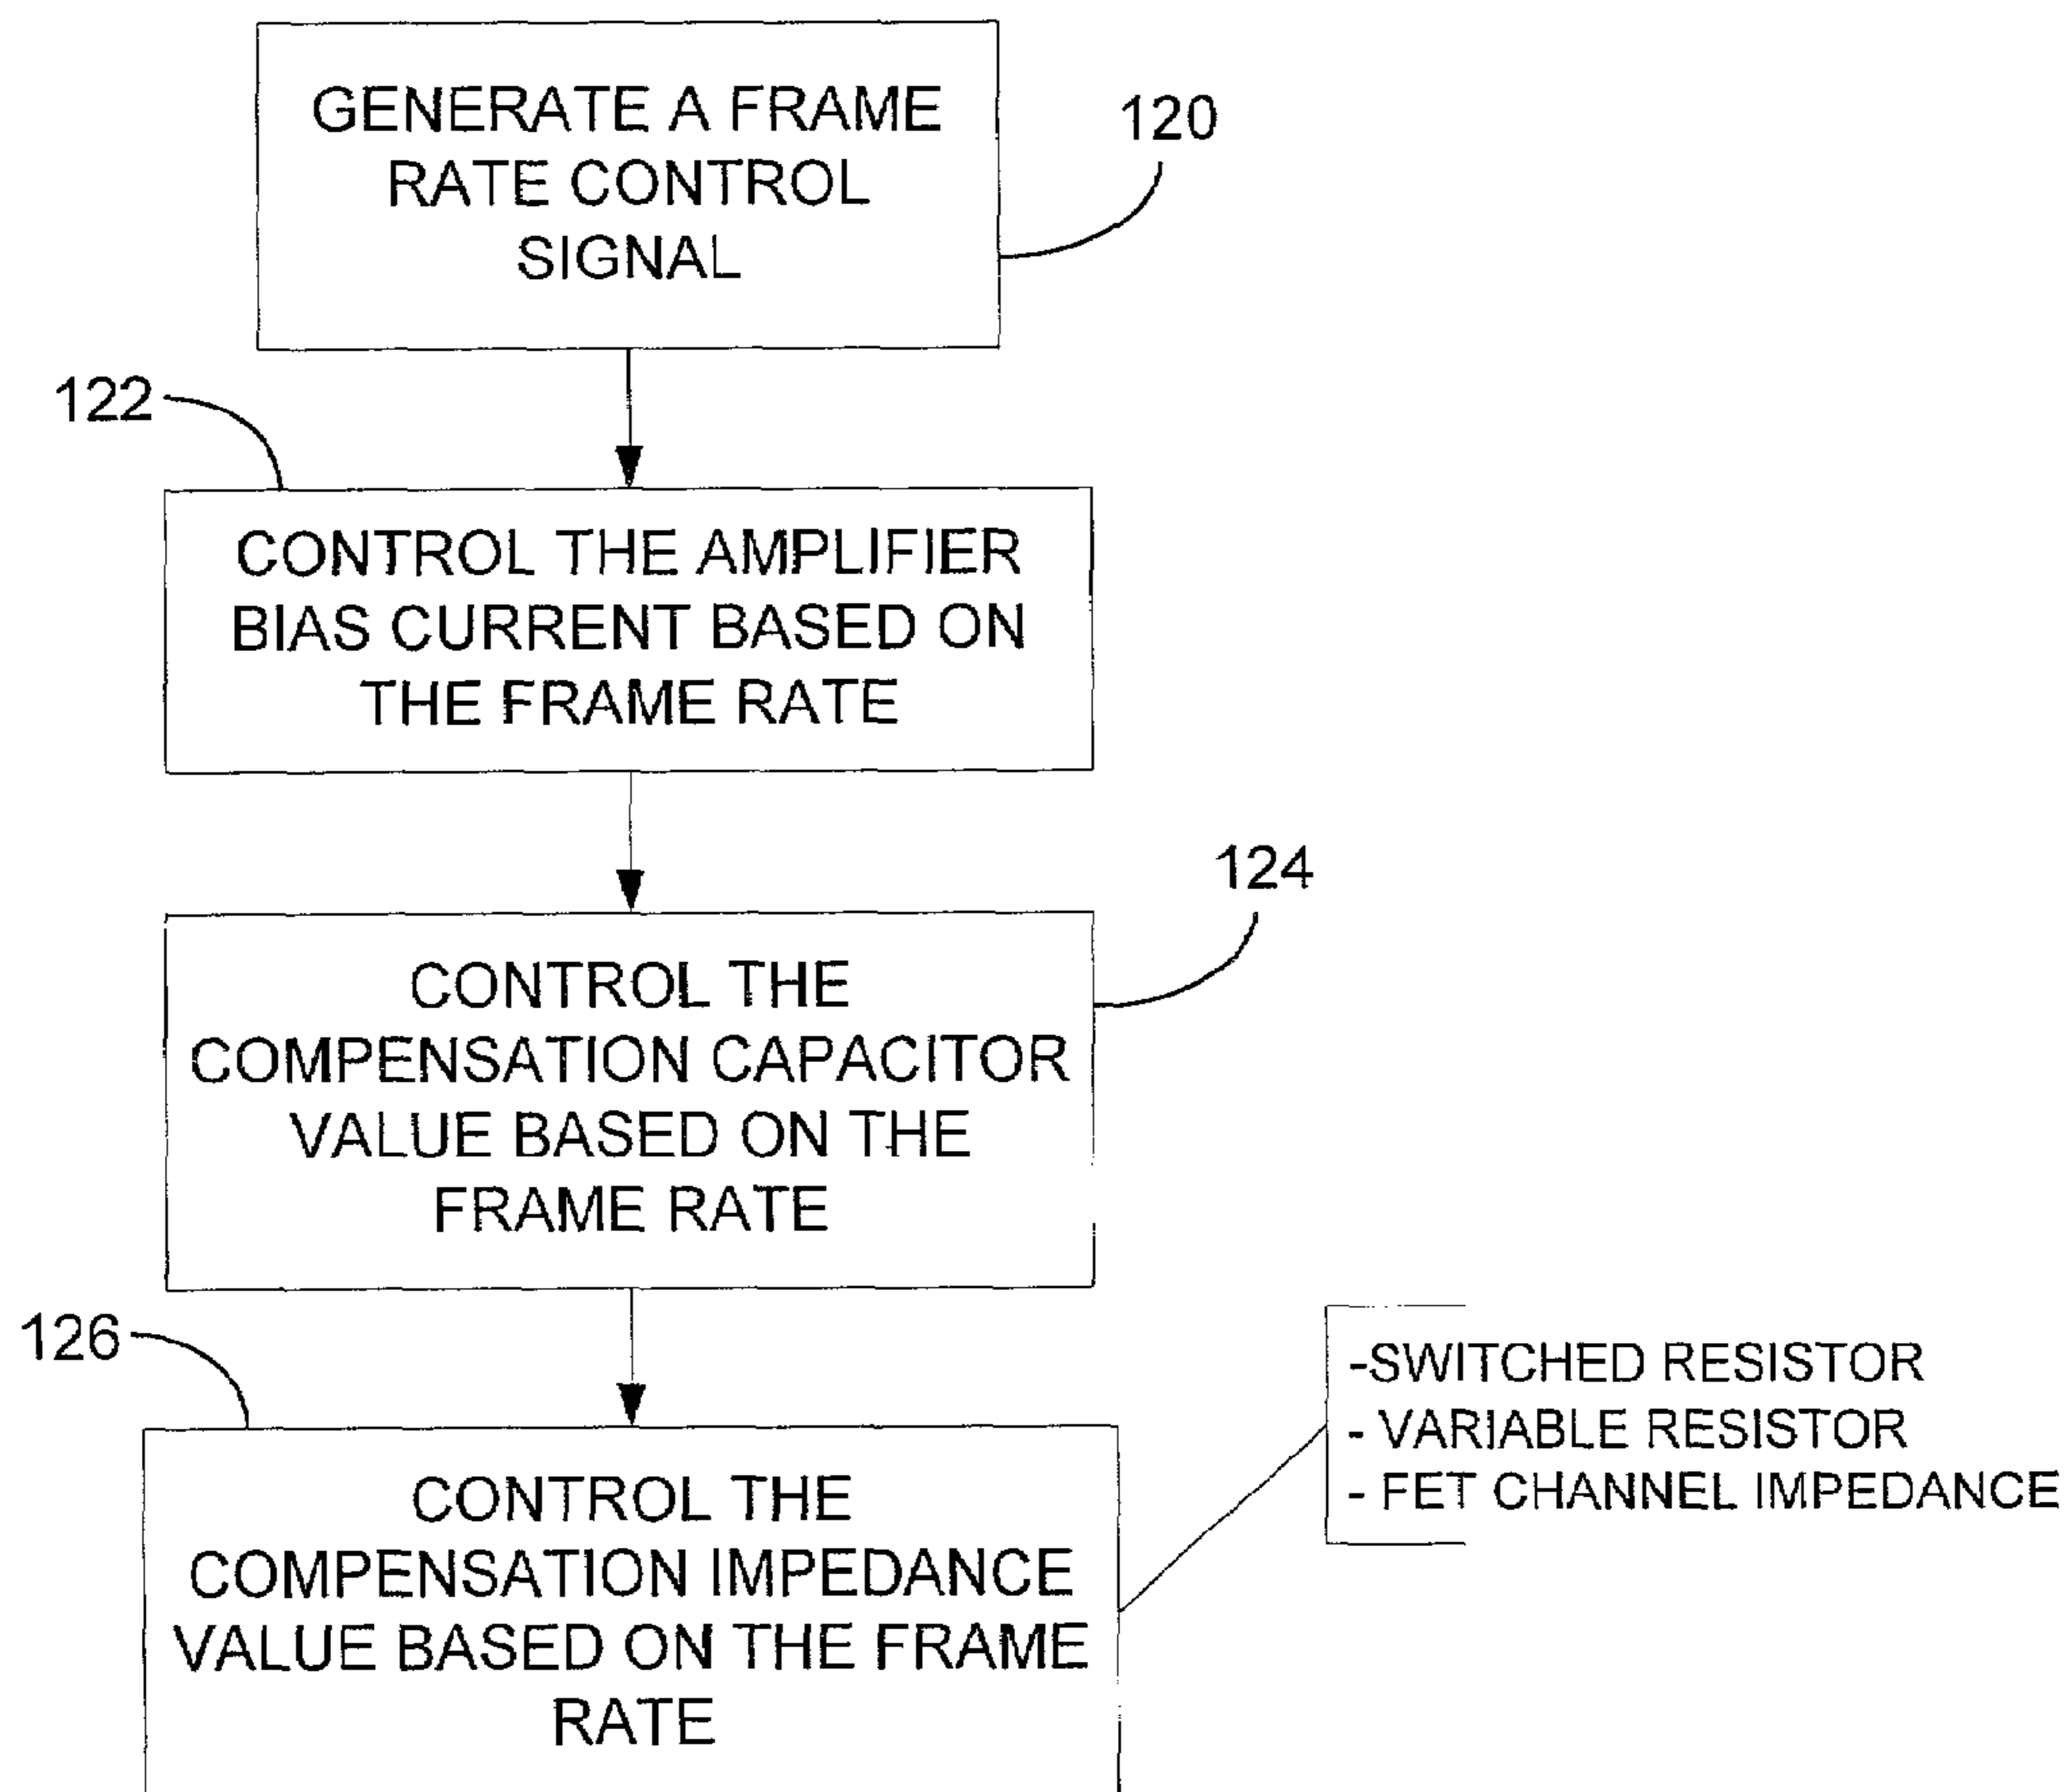 GENERATE A FRAME
RATE CONTROL
SIGNAL
120
122
CONTROL THE AMPLIFIER
BIAS CURRENT BASED ON
THE FRAME RATE
124
CONTROL THE
COMPENSATION CAPACITOR
VALUE BASED ON THE
FRAME RATE
126
CONTROL THE
COMPENSATION IMPEDANCE
VALUE BASED ON THE FRAME
RATE
-SWITCHED RESISTOR
- VARIABLE RESISTOR
- FET CHANNEL IMPEDANCE